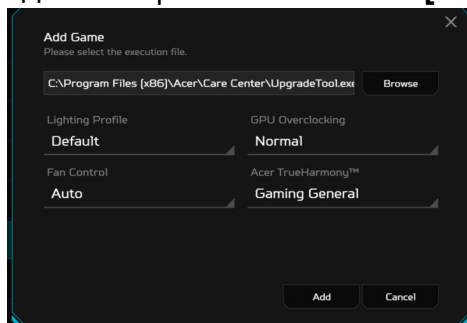 Add Game
Please select the execution file.
C:\Program Files (x86)\Acer\Care Center\UpgradeTool.exe
Browse
Lighting Profile
GPU Overclocking
Default
Normal
Fan Control
Acer TrueHarmony™
Auto
Gaming General
Add
Cancel